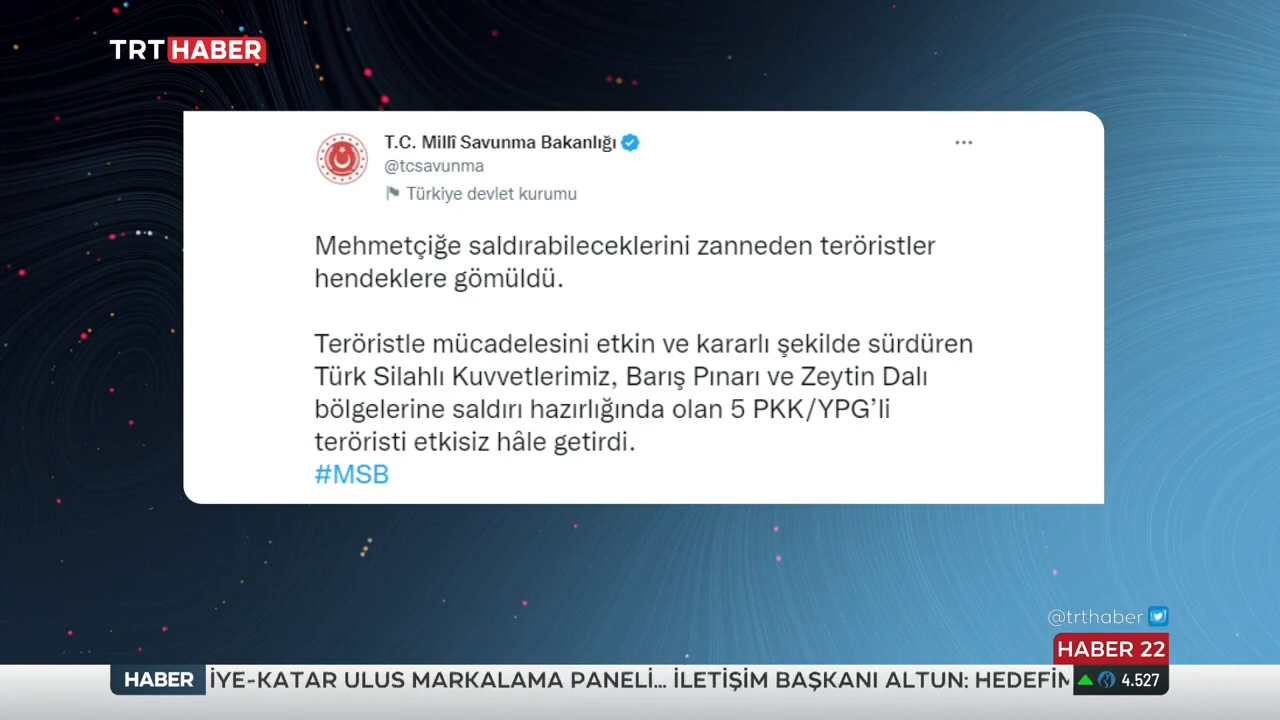 TRT HABER
T.C. Millî Savunma Bakanlığı
@tcsavunma
Türkiye devlet kurumu
Mehmetçiğe saldırabileceklerini zanneden teröristler
hendeklere gömüldü.
Teröristle mücadelesini etkin ve kararlı şekilde sürdüren
Türk Silahlı Kuvvetlerimiz, Barış Pınarı ve Zeytin Dalı
bölgelerine saldırı hazırlığında olan 5 PKK/YPG’li
teröristi etkisiz hâle getirdi.
#MSB
@trthaber
HABER 22
HABER İYE-KATAR ULUS MARKALAMA PANELİ... İLETİŞİM BAŞKANI ALTUN: HEDEFİM 4.527